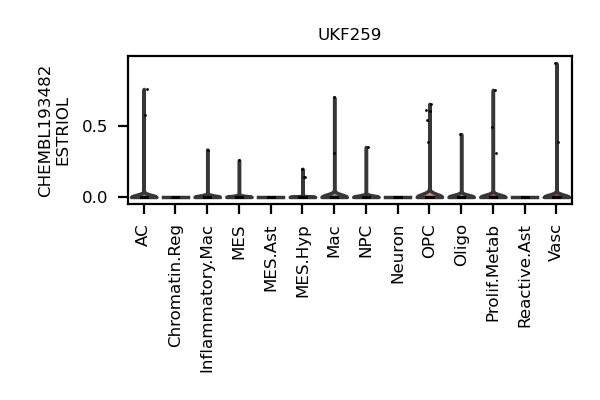 UKF259
CHEMBL193482
ESTRIOL
0.5
0.0
AC
Chromatin.Reg
Inflammatory.Mac
MES
MES.Ast
MES.Hyp
Mac
NPC
Neuron
OPC
Oligo
Prolif.Metab
Reactive.Ast
Vasc